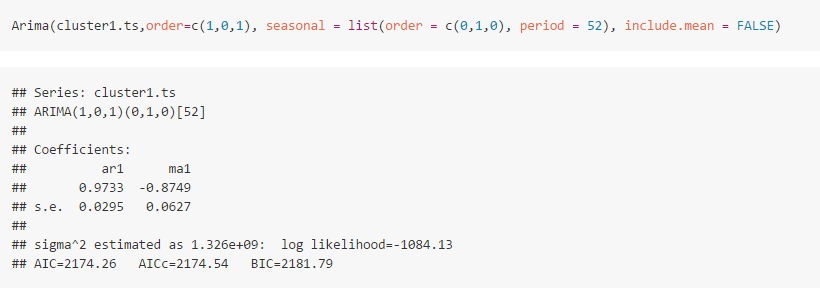 Arima(cluster1.ts,order=c(1,0,1), seasonal = list(order = c(0,1,0), period = 52), include.mean = FALSE)
## Series: cluster1.ts
## ARIMA(1,0,1)(0,1,0)[52]
##
## Coefficients:
##          ar1      ma1
##       0.9733  -0.8749
## s.e.  0.0295   0.0627
##
## sigma^2 estimated as 1.326e+09:  log likelihood=-1084.13
## AIC=2174.26   AICc=2174.54   BIC=2181.79